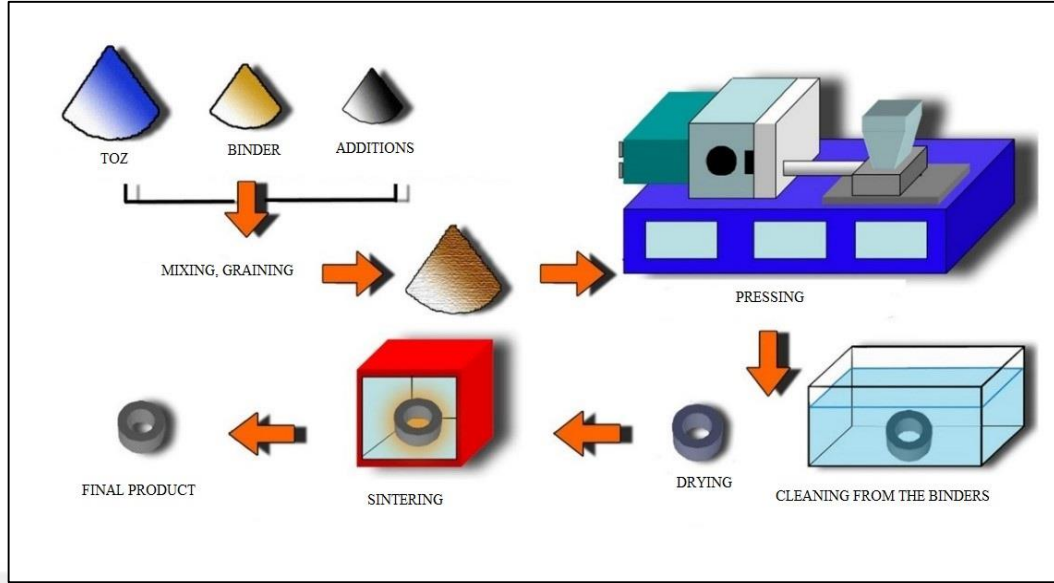 TOZ
BINDER
ADDITIONS
MIXING, GRAINING
PRESSING
CLEANING FROM THE BINDERS
DRYING
SINTERING
FINAL PRODUCT